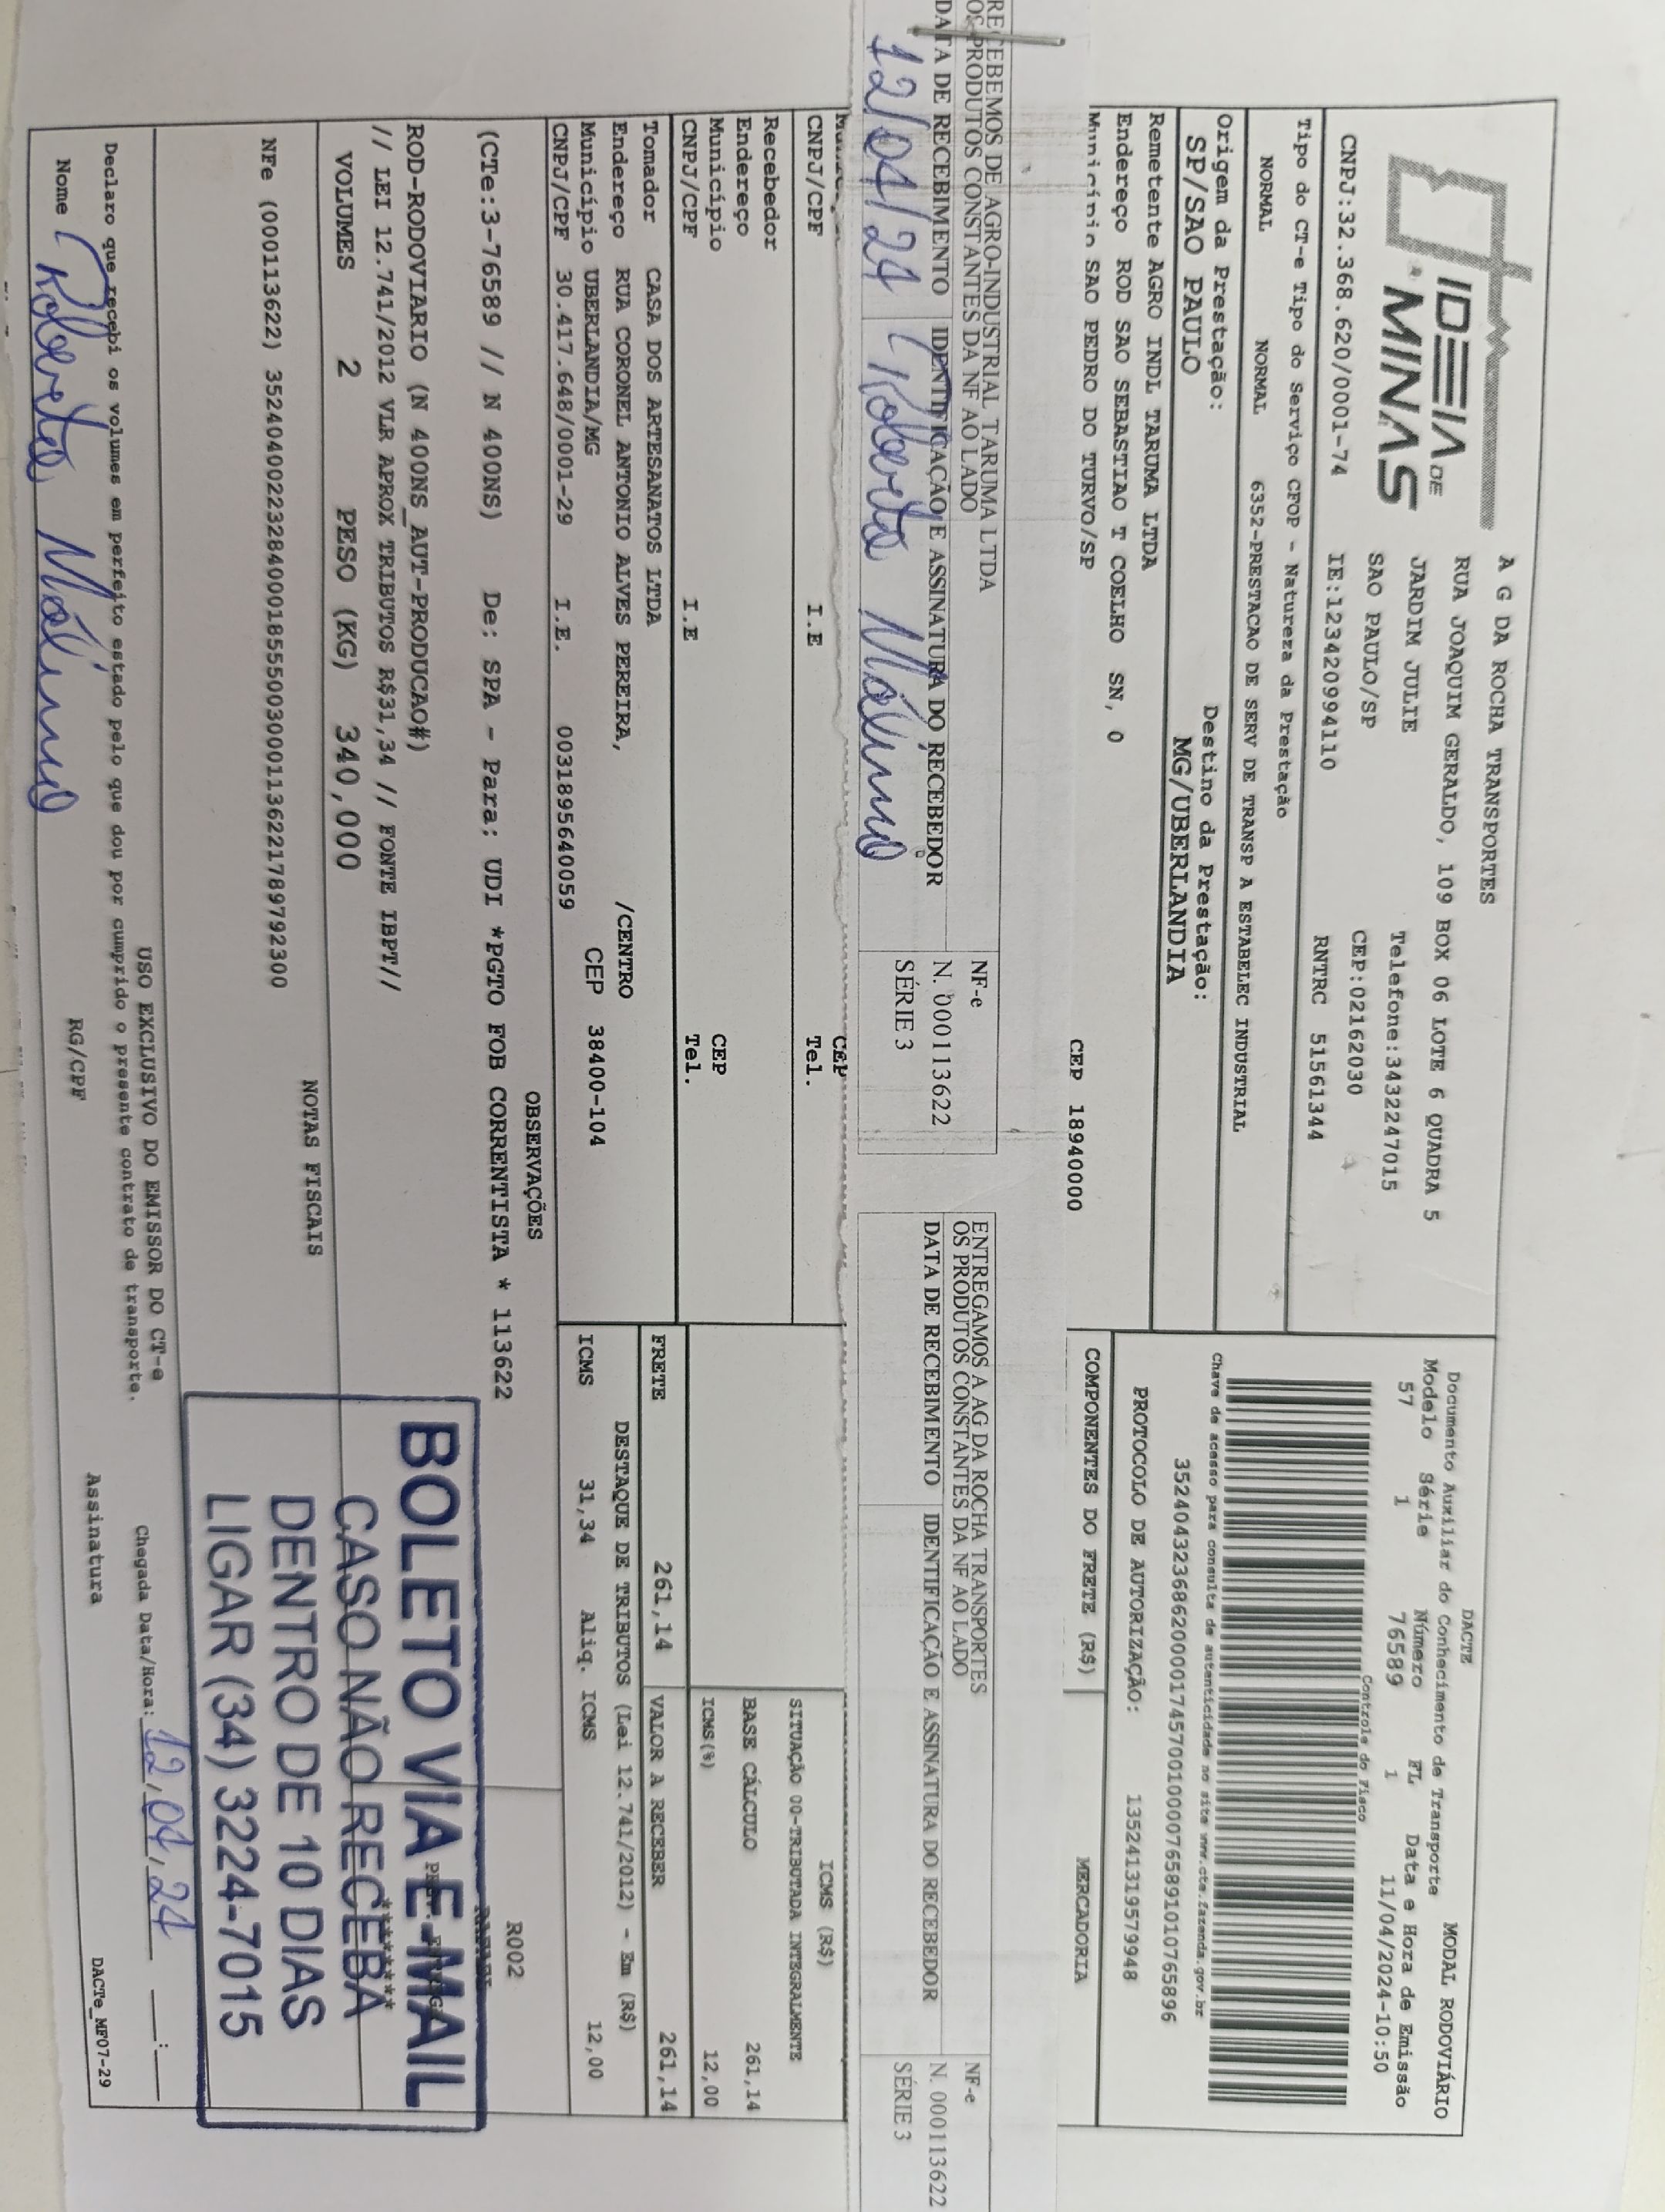 IDEIA DE
MINAS
CNPJ:32.368.620/0001-74
A G DA ROCHA TRANSPORTES
RUA JOAQUIM GERALDO, 109 BOX 06 LOTE 6 QUADRA 5
JARDIM JULIE
Telefone:3432247015
SAO PAULO/SP
CEP:02162030
IE:123420994110
RNTRC 51561344
DACTE
MODAL RODOVIÁRIO
Documento Auxiliar do Conhecimento de Transporte
Modelo Série Número FL Data e Hora de Emissão
57 1 76589 1 11/04/2024-10:50
Controle do Fisco
Tipo do CT-e Tipo do Serviço CFOP - Natureza da Prestação
NORMAL NORMAL 6352-PRESTACAO DE SERV DE TRANSP A ESTABELEC INDUSTRIAL
Chave de acesso para consulta de autenticidade no site www.cte.fazenda.gov.br
35240432368620000174570010000765891010765896
Origem da Prestação: Destino da Prestação:
SP/SAO PAULO MG/UBERLANDIA
PROTOCOLO DE AUTORIZAÇÃO: 135241319579948
Remetente AGRO INDL TARUMA LTDA
Endereço ROD SAO SEBASTIAO T COELHO SN, 0
Município SAO PEDRO DO TURVO/SP CEP 18940000
COMPONENTES DO FRETE (R$) MERCADORIA
RECEBEMOS DE AGRO-INDUSTRIAL TARUMA LTDA
OS PRODUTOS CONSTANTES DA NF AO LADO
DATA DE RECEBIMENTO IDENTIFICAÇÃO E ASSINATURA DO RECEBEDOR
12/04/24 Roberta
NF-e
N. 000113622
SÉRIE 3
ENTREGAMOS A AG DA ROCHA TRANSPORTES
OS PRODUTOS CONSTANTES DA NF AO LADO
DATA DE RECEBIMENTO IDENTIFICAÇÃO E ASSINATURA DO RECEBEDOR
NF-e
N. 000113622
SÉRIE 3
CEP
CNPJ/CPF I.E Tel.
Recebedor
Endereço
Município CEP
CNPJ/CPF I.E Tel.
ICMS (R$)
SITUAÇÃO 00-TRIBUTADA INTEGRALMENTE
BASE CÁLCULO 261,14
ICMS(%) 12,00
Tomador CASA DOS ARTESANATOS LTDA
Endereço RUA CORONEL ANTONIO ALVES PEREIRA, /CENTRO
Município UBERLANDIA/MG CEP 38400-104
CNPJ/CPF 30.417.648/0001-29 I.E. 0031895640059
FRETE 261,14 VALOR A RECEBER 261,14
DESTAQUE DE TRIBUTOS (Lei 12.741/2012) - Em (R$)
ICMS 31,34 Aliq. ICMS 12,00
OBSERVAÇÕES
(CTe:3-76589 // N 400NS) De: SPA - Para: UDI *PGTO FOB CORRENTISTA * 113622
R002
ROD-RODOVIARIO (N 400NS_AUT-PRODUCAO#)
// LEI 12.741/2012 VLR APROX TRIBUTOS R$31,34 // FONTE IBPT//
VOLUMES 2 PESO (KG) 340,000
********
NOTAS FISCAIS
NFe (000113622) 35240400223284000185550030001136221789792300
BOLETO VIA E-MAIL
CASO NÃO RECEBA
DENTRO DE 10 DIAS
LIGAR (34) 3224-7015
USO EXCLUSIVO DO EMISSOR DO CT-e
Declaro que recebi os volumes em perfeito estado pelo que dou por cumprido o presente contrato de transporte.
Chegada Data/Hora: 12/04/24 ___:___
Nome Roberta
RG/CPF
Assinatura
DACTe_MF07-29